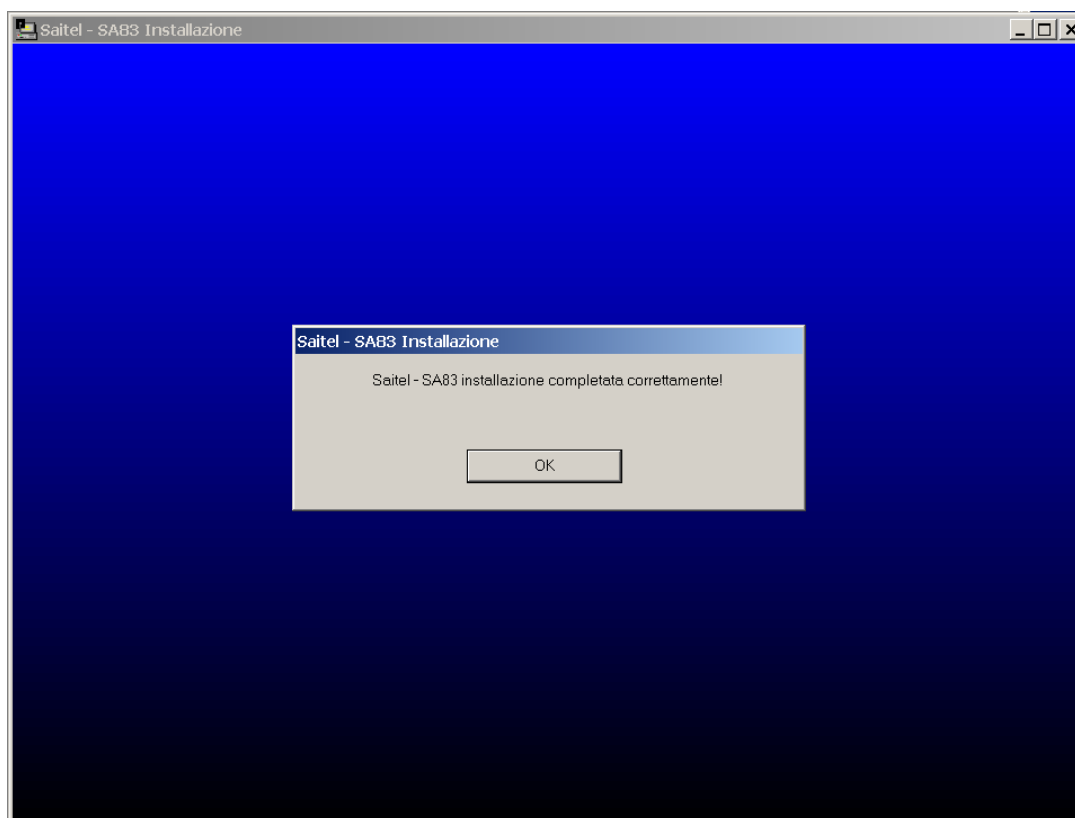 Saitel - SA83 Installazione
Saitel - SA83 Installazione
Saitel - SA83 installazione completata correttamente!
OK